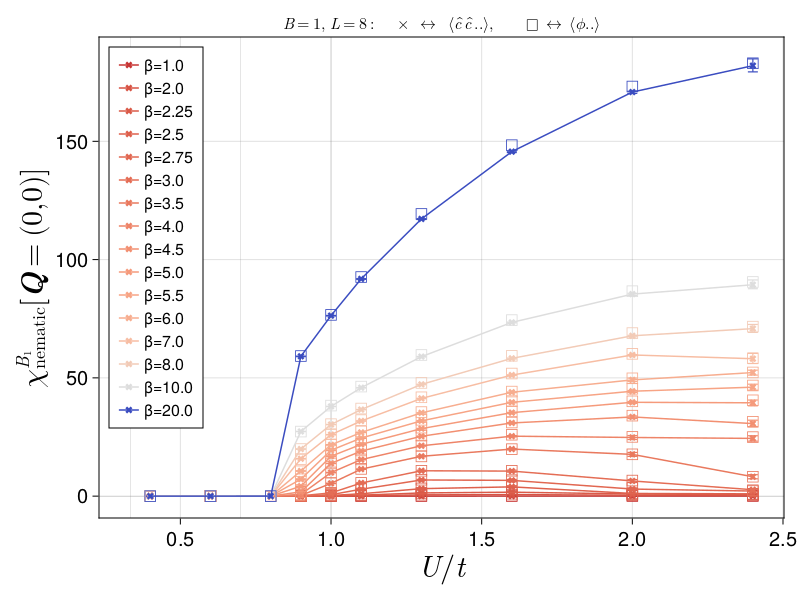 B = 1, L = 8 : × ↔ ⟨ĉ ĉ ..⟩, □ ↔ ⟨ϕ..⟩
β=1.0
β=2.0
β=2.25
β=2.5
β=2.75
β=3.0
β=3.5
β=4.0
β=4.5
β=5.0
β=5.5
β=6.0
β=7.0
β=8.0
β=10.0
β=20.0
150
100
50
0
χ^{B₁}_{nematic}[Q = (0,0)]
0.5 1.0 1.5 2.0 2.5
U/t